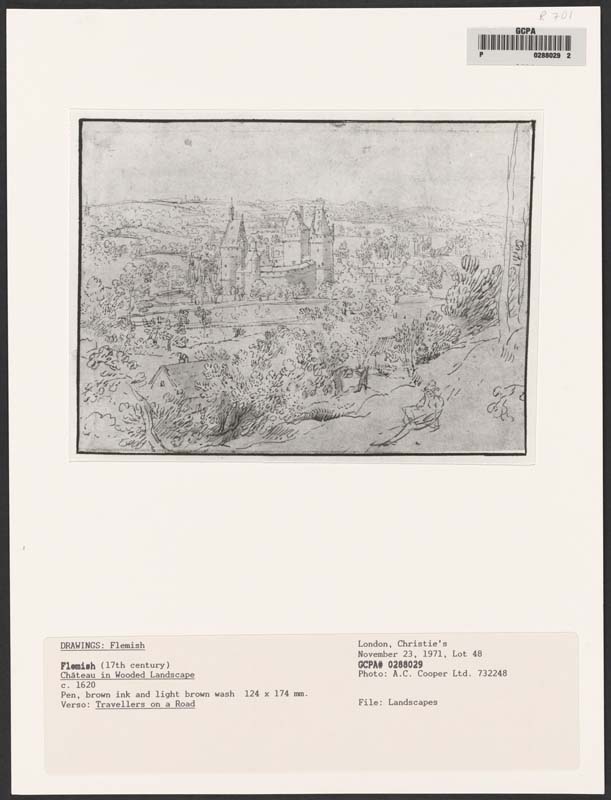 R 701
GCPA
P 0288029 2
DRAWINGS: Flemish
Flemish (17th century)
Château in Wooded Landscape
c. 1620
Pen, brown ink and light brown wash 124 x 174 mm.
Verso: Travellers on a Road
London, Christie's
November 23, 1971, Lot 48
GCPA# 0288029
Photo: A.C. Cooper Ltd. 732248
File: Landscapes